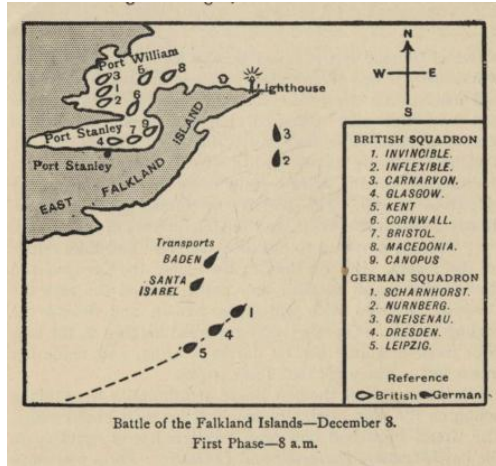 Port William
3
1
2
5
8
6
D
Lighthouse
Port Stanley
4
7
9
Port Stanley
EAST FALKLAND ISLAND
3
2
Transports
BADEN
SANTA
ISABEL
1
4
5
N
W E
S
BRITISH SQUADRON
1. INVINCIBLE.
2. INFLEXIBLE.
3. CARNARVON.
4. GLASGOW.
5. KENT
6. CORNWALL.
7. BRISTOL.
8. MACEDONIA.
9. CANOPUS
GERMAN SQUADRON
1. SCHARNHORST.
2. NURNBERG.
3. GNEISENAU.
4. DRESDEN.
5. LEIPZIG.
Reference
British German
Battle of the Falkland Islands—December 8.
First Phase—8 a.m.